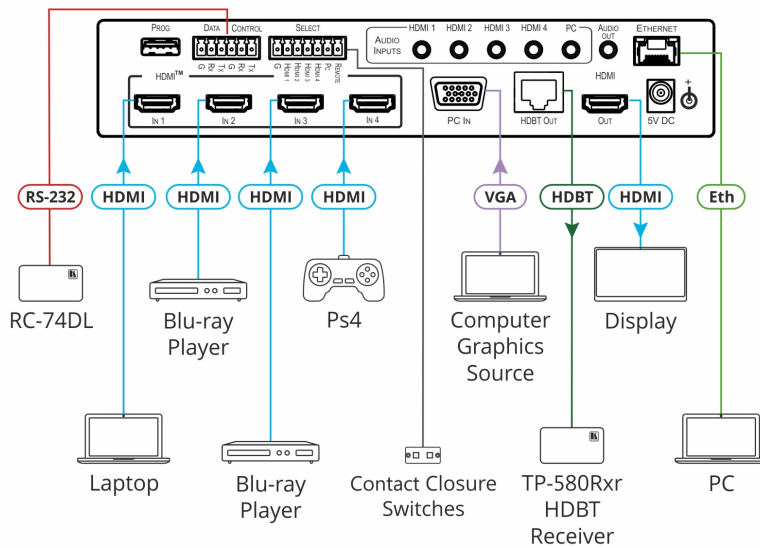 PROG
DATA CONTROL
SELECT
AUDIO INPUTS
HDMI 1
HDMI 2
HDMI 3
HDMI 4
PC
AUDIO OUT
ETHERNET
G
Rx
Tx
G
Rx
Tx
G
HDMI 1
HDMI 2
HDMI 3
HDMI 4
PC
REMOTE
HDMI™
IN 1
IN 2
IN 3
IN 4
PC IN
HDBT OUT
HDMI
OUT
5V DC
+
RS-232
HDMI
HDMI
HDMI
HDMI
VGA
HDBT
HDMI
Eth
K
RC-74DL
Blu-ray
Player
Ps4
Computer
Graphics
Source
Display
Laptop
Blu-ray
Player
Contact Closure
Switches
K
TP-580Rxr
HDBT
Receiver
PC